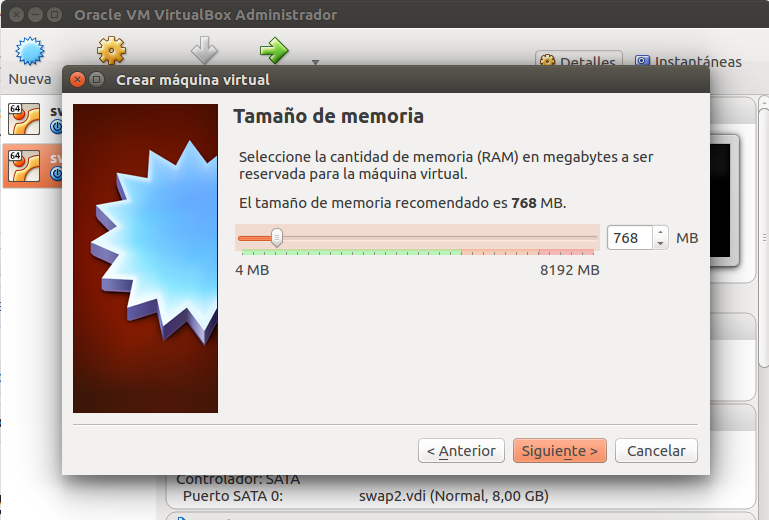 Oracle VM VirtualBox Administrador
Nueva
Detalles
Instantáneas
Crear máquina virtual
64
64
Tamaño de memoria
Seleccione la cantidad de memoria (RAM) en megabytes a ser
reservada para la máquina virtual.
El tamaño de memoria recomendado es 768 MB.
768 MB
4 MB 8192 MB
< Anterior Siguiente > Cancelar
Controlador: SATA
Puerto SATA 0: swap2.vdi (Normal, 8,00 GB)